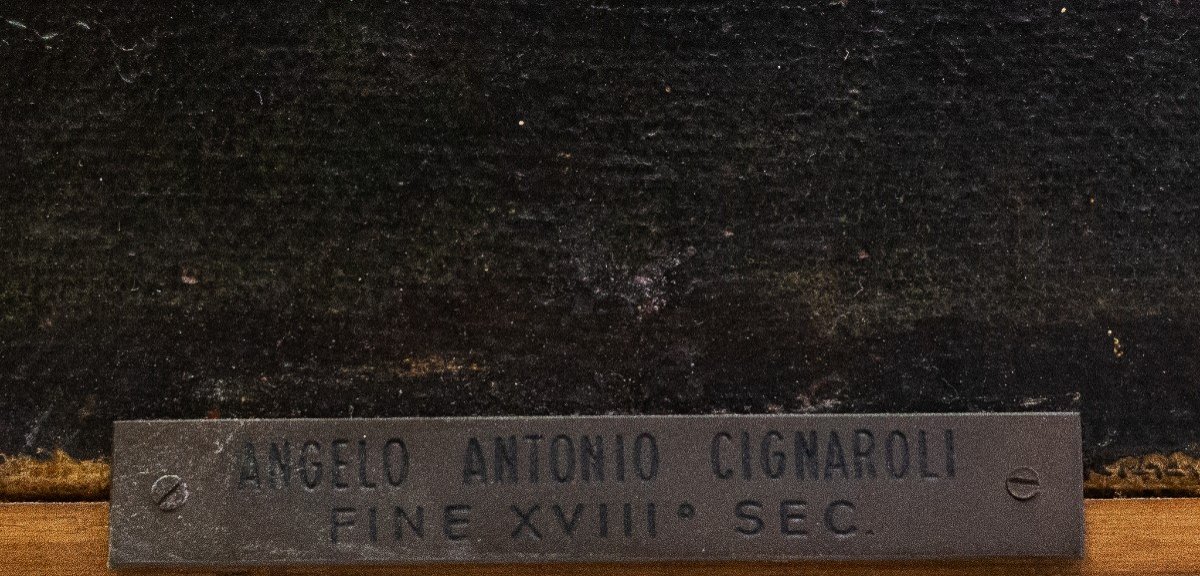 ANGELO ANTONIO CIGNAROLI
FINE XVIII° SEC.